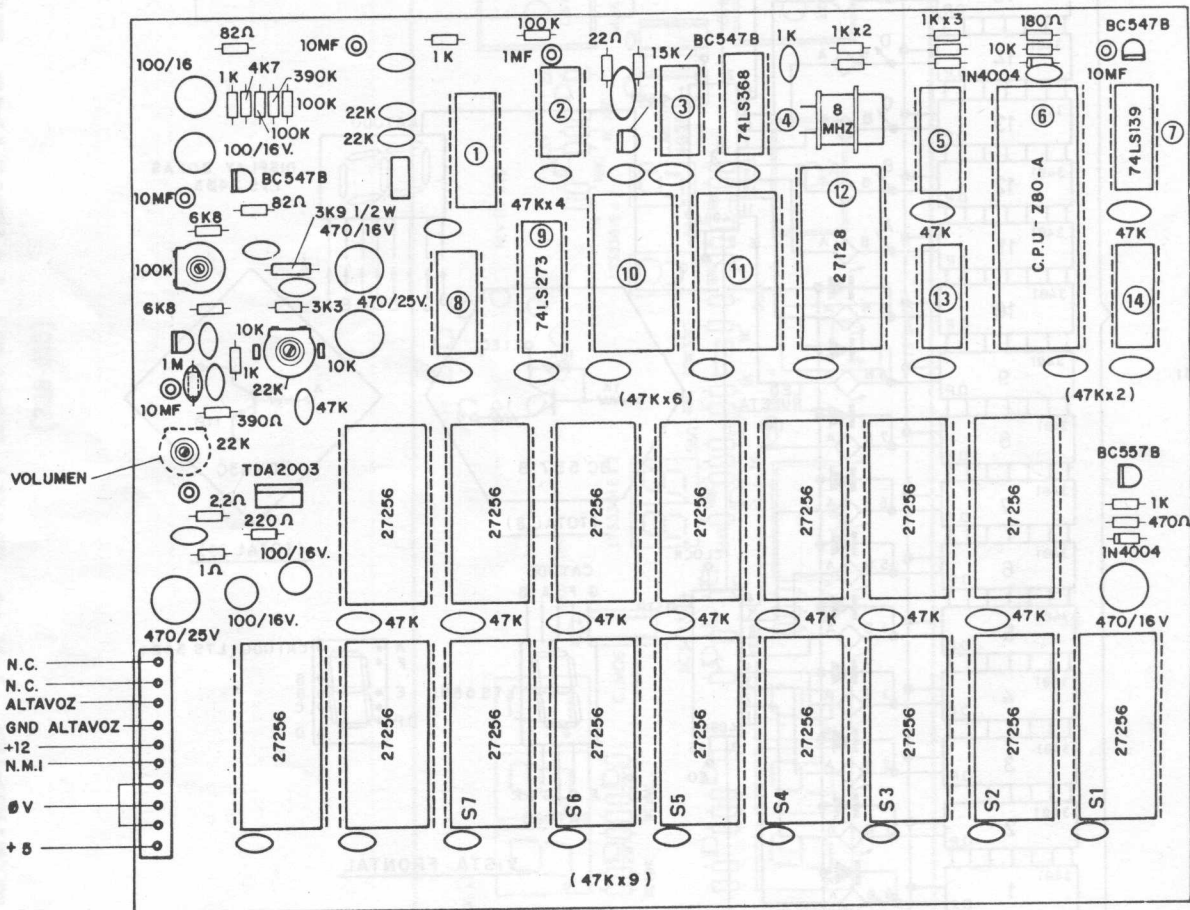 82Ω
10MF
1K
100K
1MF
22Ω
15K
BC547B
1K
1Kx2
1Kx3
180Ω
10K
1N4004
BC547B
10MF
100/16
1K
4K7
390K
100K
100K
100/16V.
22K
22K
1
2
3
74LS368
4
8
MHZ
5
6
C.P.U. Z80 A
74LS139
7
BC547B
10MF
82Ω
6K8
3K9 1/2W
470/16V
100K
6K8
3K3
470/25V.
47Kx4
8
9
74LS273
10
11
12
27128
47K
13
47K
14
10K
1M
1K
22K
10K
10MF
390Ω
47K
(47Kx6)
(47Kx2)
22K
VOLUMEN
TDA2003
2,2Ω
220Ω
1Ω
100/16V.
27256
27256
27256
27256
27256
27256
27256
BC557B
1K
470Ω
1N4004
470/25V
100/16V.
47K
47K
47K
47K
47K
47K
47K
470/16V
N.C.
N.C.
ALTAVOZ
GND ALTAVOZ
+12
N.M.I
ØV
+5
27256
27256
27256
S7
27256
S6
27256
S5
27256
S4
27256
S3
27256
S2
27256
S1
(47Kx9)
VISTA FRONTAL